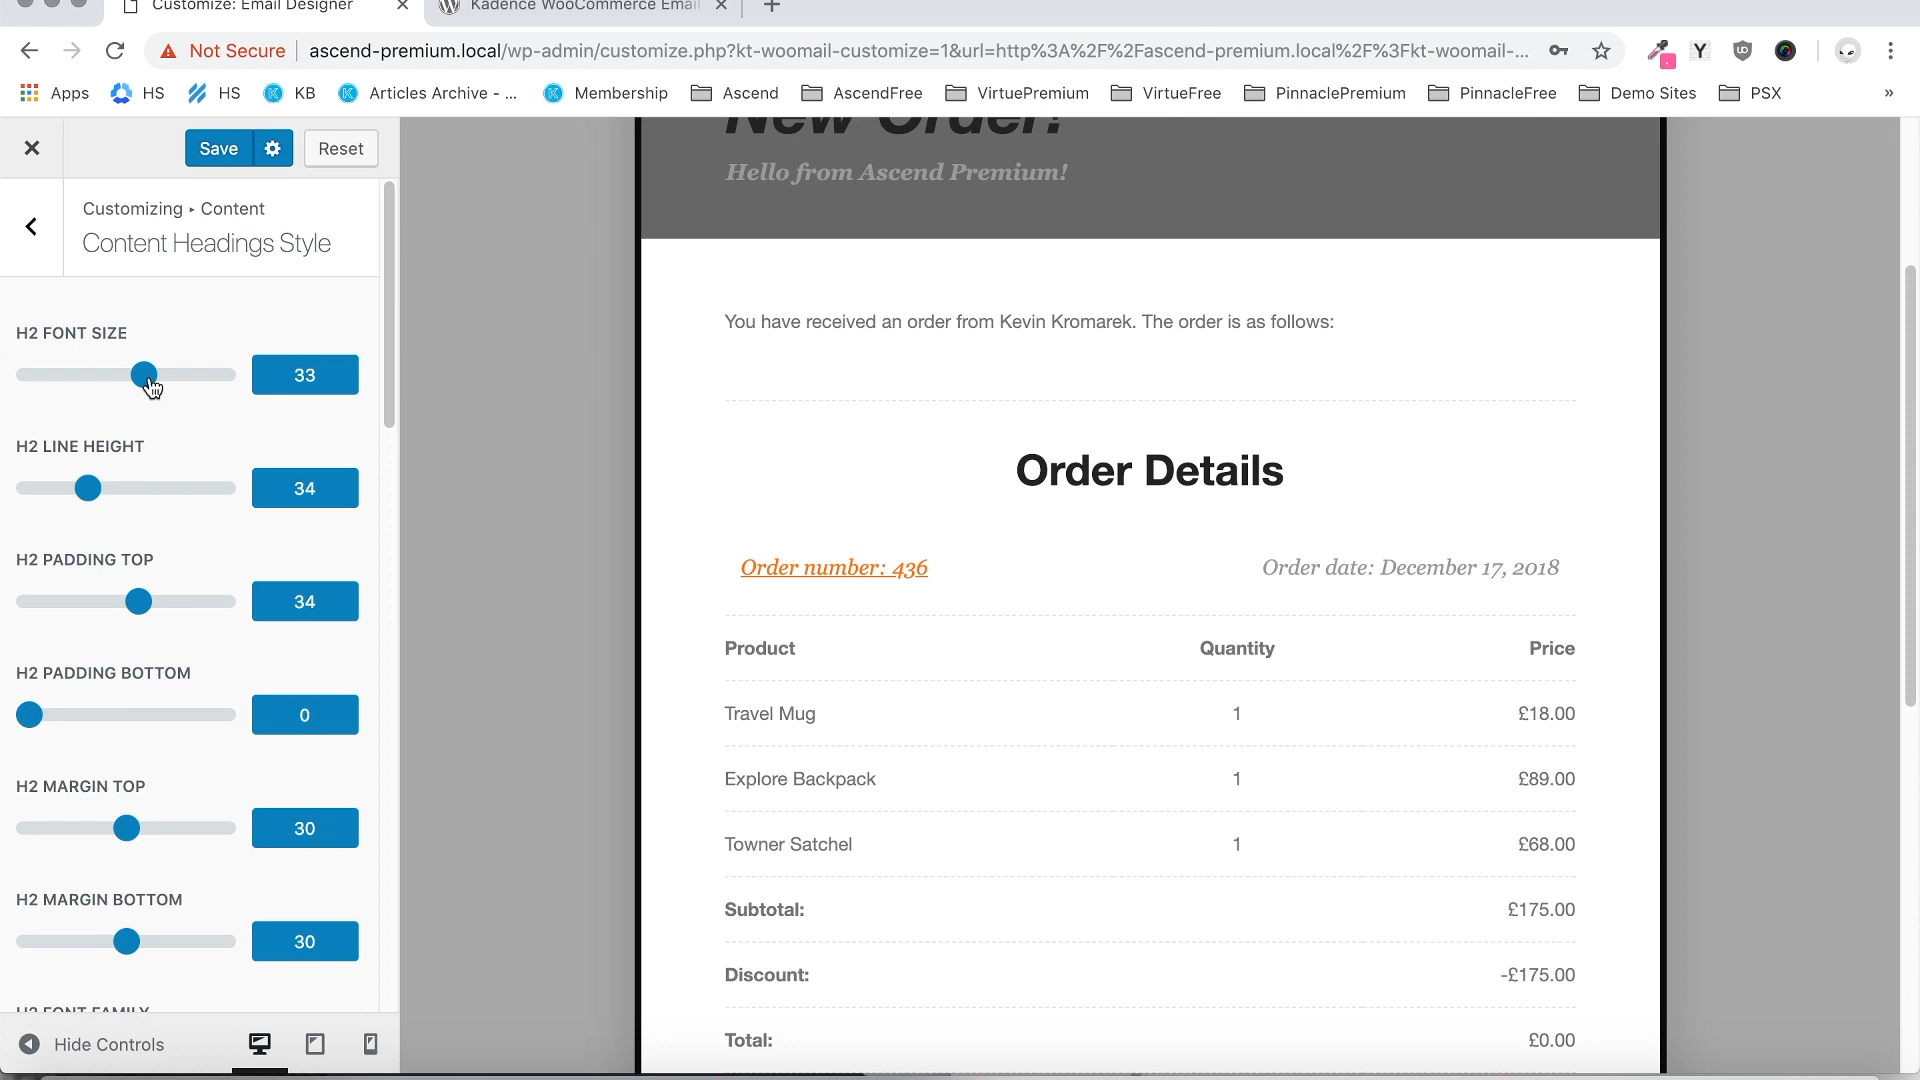 Customize: Email Designer
Kadence WooCommerce Email
Not Secure
ascend-premium.local/wp-admin/customize.php?kt-woomail-customize=1&url=http%3A%2F%2Fascend-premium.local%2F%3Fkt-woomail-...
Apps
HS
HS
KB
Articles Archive - ...
Membership
Ascend
AscendFree
VirtuePremium
VirtueFree
PinnaclePremium
PinnacleFree
Demo Sites
PSX
»
Save
Reset
Customizing ▸ Content
Content Headings Style
H2 FONT SIZE
33
H2 LINE HEIGHT
34
H2 PADDING TOP
34
H2 PADDING BOTTOM
0
H2 MARGIN TOP
30
H2 MARGIN BOTTOM
30
H2 FONT FAMILY
Hide Controls
New Order!
Hello from Ascend Premium!
You have received an order from Kevin Kromarek. The order is as follows:
Order Details
Order number: 436
Order date: December 17, 2018
Product Quantity Price
Travel Mug 1 £18.00
Explore Backpack 1 £89.00
Towner Satchel 1 £68.00
Subtotal: £175.00
Discount: -£175.00
Total: £0.00